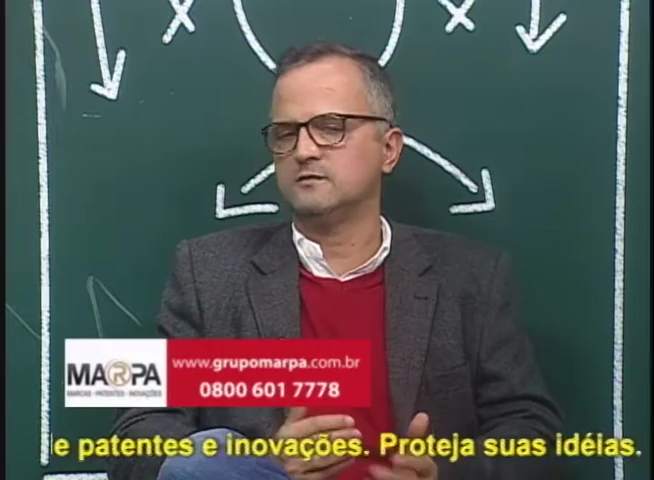 MARPA
MARCAS • PATENTES • INOVAÇÕES
www.grupomarpa.com.br
0800 601 7778
e patentes e inovações. Proteja suas idéias.